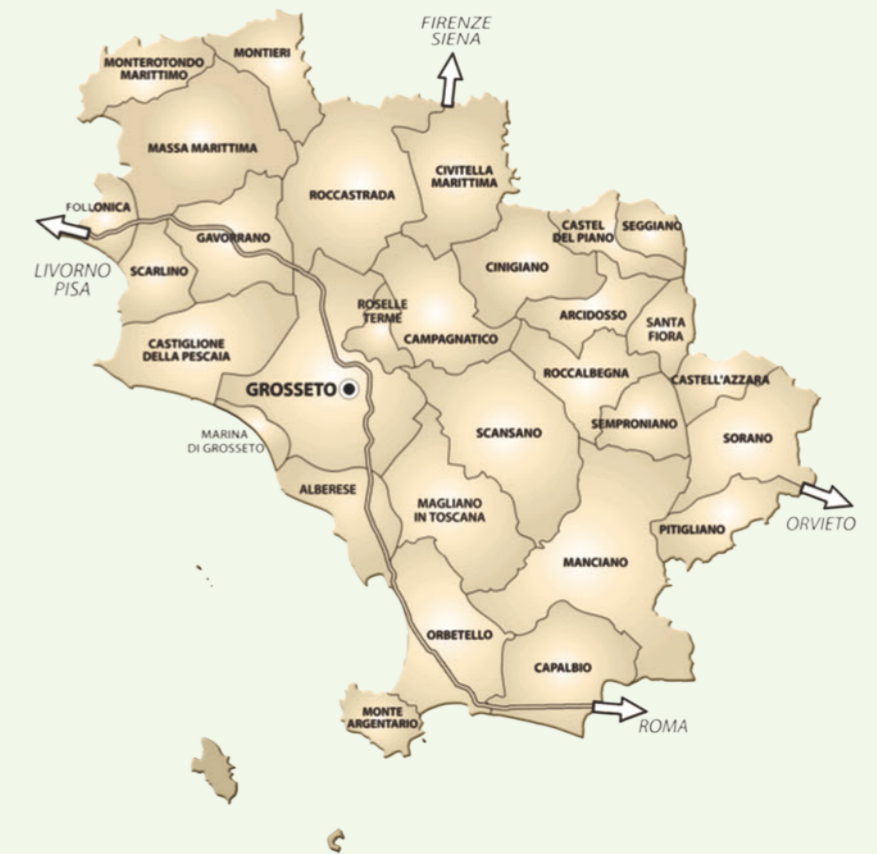 FIRENZE
SIENA
MONTIERI
MONTEROTONDO
MARITTIMO
MASSA MARITTIMA
CIVITELLA
MARITTIMA
ROCCASTRADA
FOLLONICA
GAVORRANO
CASTEL
DEL PIANO
SEGGIANO
LIVORNO
PISA
SCARLINO
CINIGIANO
ROSELLE
TERME
ARCIDOSSO
SANTA
FIORA
CAMPAGNATICO
CASTIGLIONE
DELLA PESCAIA
ROCCALBEGNA
CASTELL'AZZARA
GROSSETO
SEMPRONIANO
SCANSANO
SORANO
MARINA
DI GROSSETO
ALBERESE
MAGLIANO
IN TOSCANA
PITIGLIANO
ORVIETO
MANCIANO
ORBETELLO
CAPALBIO
MONTE
ARGENTARIO
ROMA